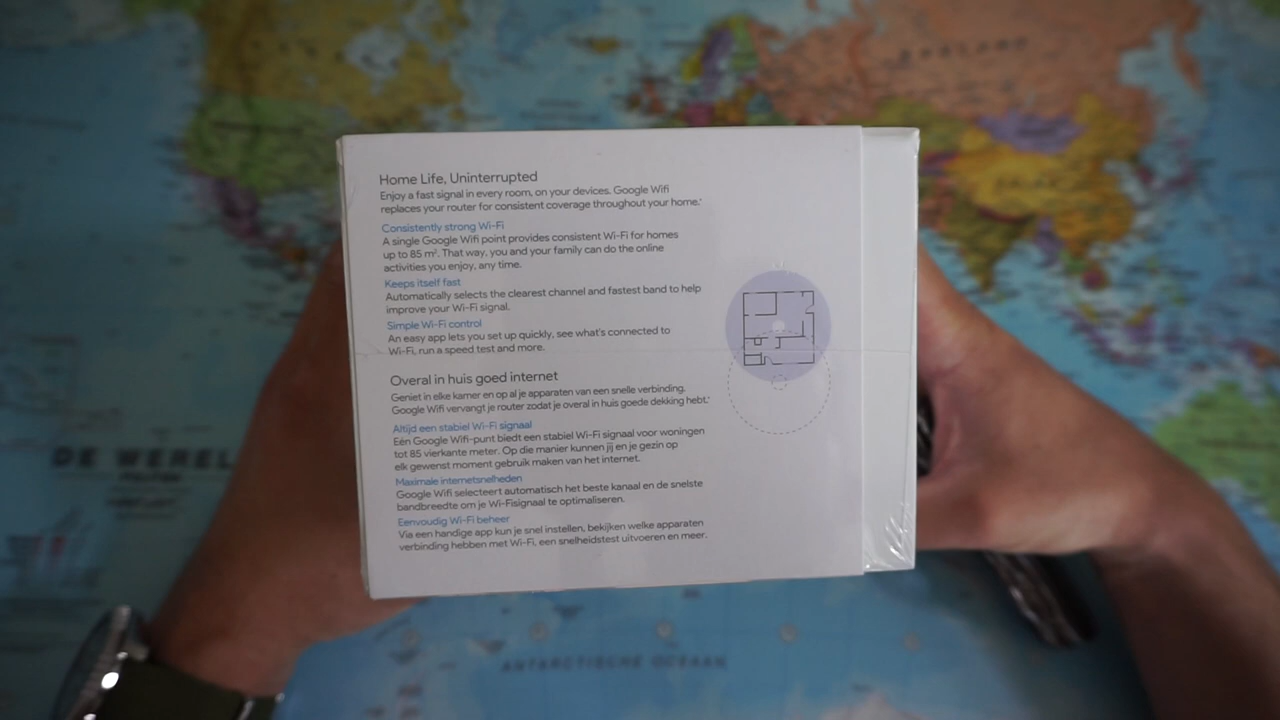 Home Life, Uninterrupted
Enjoy a fast signal in every room, on your devices. Google Wifi
replaces your router for consistent coverage throughout your home.*
Consistently strong Wi-Fi
A single Google Wifi point provides consistent Wi-Fi for homes
up to 85 m². That way, you and your family can do the online
activities you enjoy, any time.
Keeps itself fast
Automatically selects the clearest channel and fastest band to help
improve your Wi-Fi signal.
Simple Wi-Fi control
An easy app lets you set up quickly, see what's connected to
Wi-Fi, run a speed test and more.
Overal in huis goed internet
Geniet in elke kamer en op al je apparaten van een snelle verbinding.
Google Wifi vervangt je router zodat je overal in huis goede dekking hebt.*
Altijd een stabiel Wi-Fi signaal
Eén Google Wifi-punt biedt een stabiel Wi-Fi signaal voor woningen
tot 85 vierkante meter. Op die manier kunnen jij en je gezin op
elk gewenst moment gebruik maken van het internet.
Maximale internetsnelheden
Google Wifi selecteert automatisch het beste kanaal en de snelste
bandbreedte om je Wi-Fisignaal te optimaliseren.
Eenvoudig Wi-Fi beheer
Via een handige app kun je snel instellen, bekijken welke apparaten
verbinding hebben met Wi-Fi, een snelheidstest uitvoeren en meer.
DE WEREL
ANTARCTISCHE OCEAAN